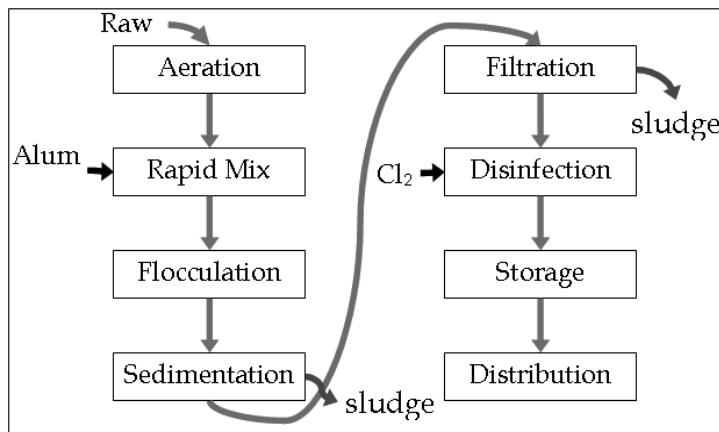 Raw
Aeration
Alum
Rapid Mix
Flocculation
Sedimentation
sludge
Filtration
sludge
Cl₂
Disinfection
Storage
Distribution